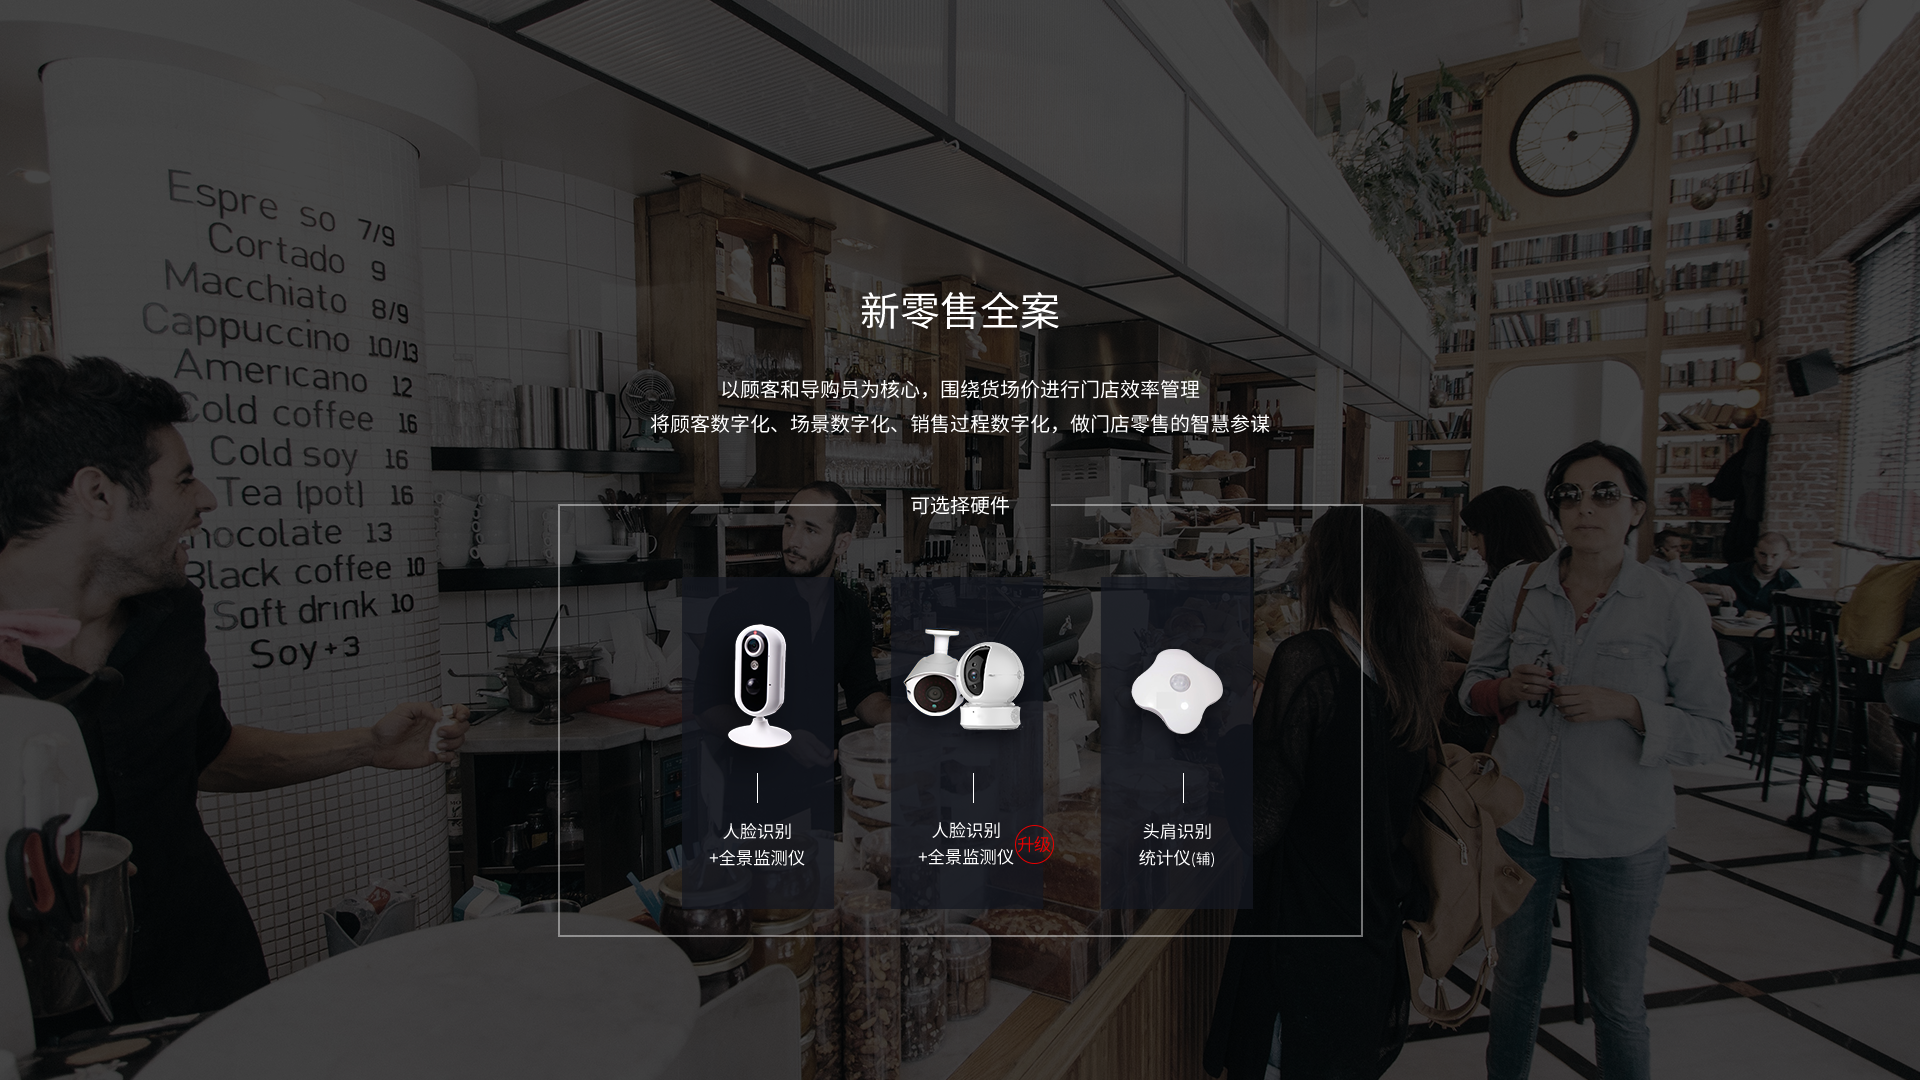 Espre so 7/9
Cortado 9
Macchiato 8/9
Cappuccino 10/13
Americano 12
Cold coffee 16
Cold soy 16
Tea (pot) 16
hocolate 13
Black coffee 10
Soft drink 10
Soy+3
新零售全案
以顾客和导购员为核心，围绕货场价进行门店效率管理
将顾客数字化、场景数字化、销售过程数字化，做门店零售的智慧参谋
可选择硬件
人脸识别
+全景监测仪
人脸识别
+全景监测仪
升级
头肩识别
统计仪(辅)